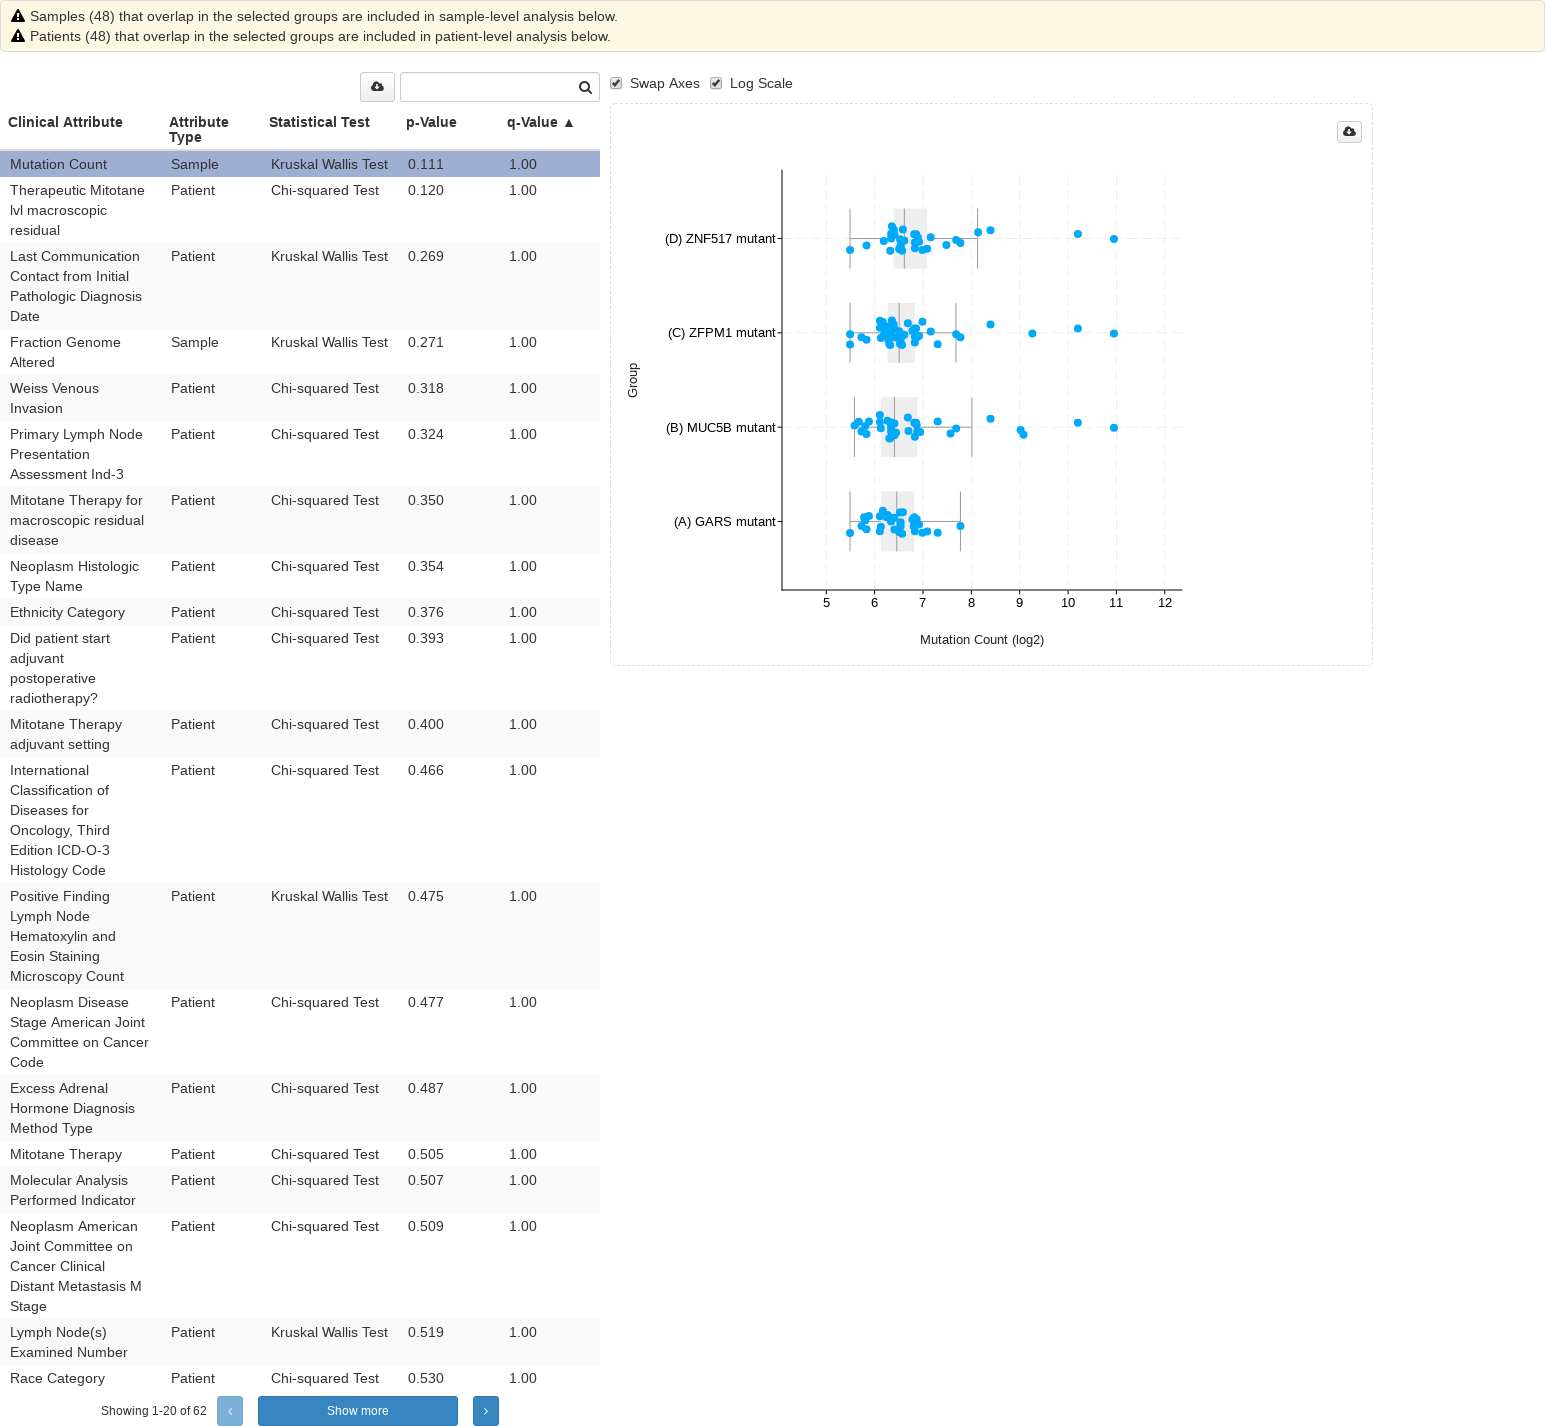 Samples (48) that overlap in the selected groups are included in sample-level analysis below.
Patients (48) that overlap in the selected groups are included in patient-level analysis below.
Clinical Attribute Attribute Type Statistical Test p-Value q-Value ▲
Mutation Count Sample Kruskal Wallis Test 0.111 1.00
Therapeutic Mitotane Patient Chi-squared Test 0.120 1.00
lvl macroscopic
residual
Last Communication Patient Kruskal Wallis Test 0.269 1.00
Contact from Initial
Pathologic Diagnosis
Date
Fraction Genome Sample Kruskal Wallis Test 0.271 1.00
Altered
Weiss Venous Patient Chi-squared Test 0.318 1.00
Invasion
Primary Lymph Node Patient Chi-squared Test 0.324 1.00
Presentation
Assessment Ind-3
Mitotane Therapy for Patient Chi-squared Test 0.350 1.00
macroscopic residual
disease
Neoplasm Histologic Patient Chi-squared Test 0.354 1.00
Type Name
Ethnicity Category Patient Chi-squared Test 0.376 1.00
Did patient start Patient Chi-squared Test 0.393 1.00
adjuvant
postoperative
radiotherapy?
Mitotane Therapy Patient Chi-squared Test 0.400 1.00
adjuvant setting
International Patient Chi-squared Test 0.466 1.00
Classification of
Diseases for
Oncology, Third
Edition ICD-O-3
Histology Code
Positive Finding Patient Kruskal Wallis Test 0.475 1.00
Lymph Node
Hematoxylin and
Eosin Staining
Microscopy Count
Neoplasm Disease Patient Chi-squared Test 0.477 1.00
Stage American Joint
Committee on Cancer
Code
Excess Adrenal Patient Chi-squared Test 0.487 1.00
Hormone Diagnosis
Method Type
Mitotane Therapy Patient Chi-squared Test 0.505 1.00
Molecular Analysis Patient Chi-squared Test 0.507 1.00
Performed Indicator
Neoplasm American Patient Chi-squared Test 0.509 1.00
Joint Committee on
Cancer Clinical
Distant Metastasis M
Stage
Lymph Node(s) Patient Kruskal Wallis Test 0.519 1.00
Examined Number
Race Category Patient Chi-squared Test 0.530 1.00
Showing 1-20 of 62 ‹ Show more ›
Swap Axes Log Scale
Group
(D) ZNF517 mutant
(C) ZFPM1 mutant
(B) MUC5B mutant
(A) GARS mutant
5 6 7 8 9 10 11 12
Mutation Count (log2)